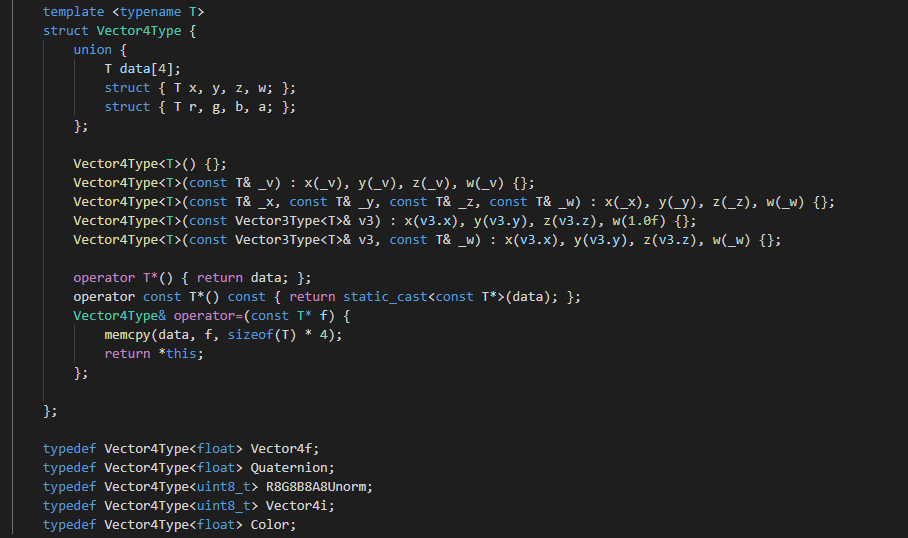 template <typename T>
struct Vector4Type {
    union {
        T data[4];
        struct { T x, y, z, w; };
        struct { T r, g, b, a; };
    };

    Vector4Type<T>() {};
    Vector4Type<T>(const T& _v) : x(_v), y(_v), z(_v), w(_v) {};
    Vector4Type<T>(const T& _x, const T& _y, const T& _z, const T& _w) : x(_x), y(_y), z(_z), w(_w) {};
    Vector4Type<T>(const Vector3Type<T>& v3) : x(v3.x), y(v3.y), z(v3.z), w(1.0f) {};
    Vector4Type<T>(const Vector3Type<T>& v3, const T& _w) : x(v3.x), y(v3.y), z(v3.z), w(_w) {};

    operator T*() { return data; };
    operator const T*() const { return static_cast<const T*>(data); };
    Vector4Type& operator=(const T* f) {
        memcpy(data, f, sizeof(T) * 4);
        return *this;
    };

};

typedef Vector4Type<float> Vector4f;
typedef Vector4Type<float> Quaternion;
typedef Vector4Type<uint8_t> R8G8B8A8Unorm;
typedef Vector4Type<uint8_t> Vector4i;
typedef Vector4Type<float> Color;